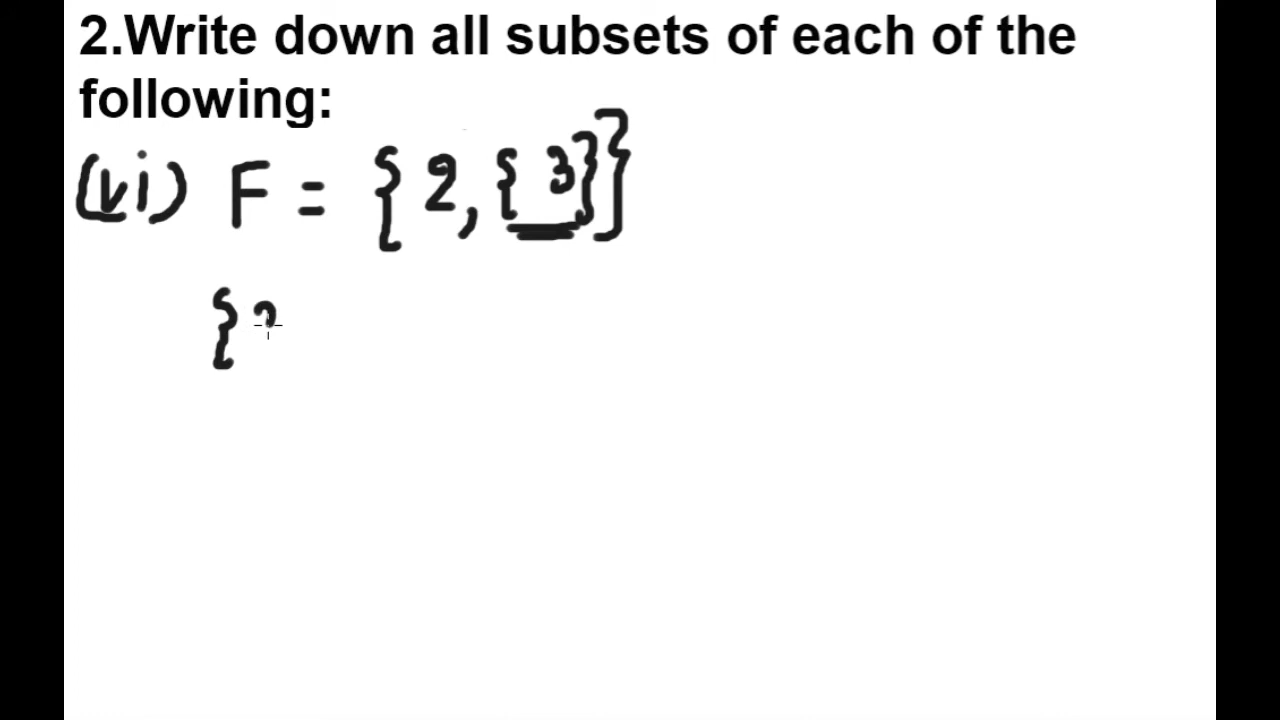 2.Write down all subsets of each of the
following:
(vi) F = {2, {3}}
{